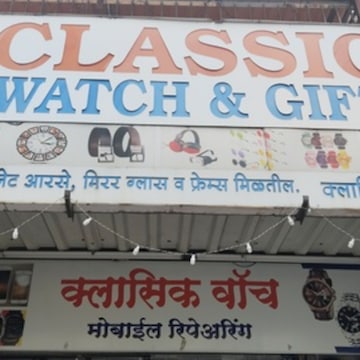 CLASSIC
WATCH & GIFT
आरसे, मिरर ग्लास व फ्रेम्स मिळतील.
क्लासिक वॉच
मोबाईल रिपेअरिंग